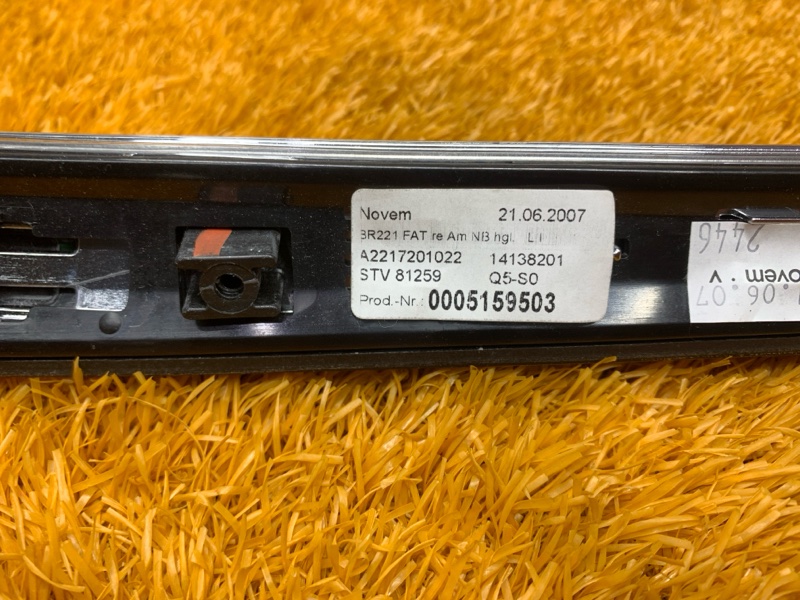 Novem 21.06.2007
BR221 FAT re Am NB hgl.
A2217201022 14138201
STV 81259 Q5-S0
Prod.-Nr.: 0005159503
2446
ovem . v
.06.07